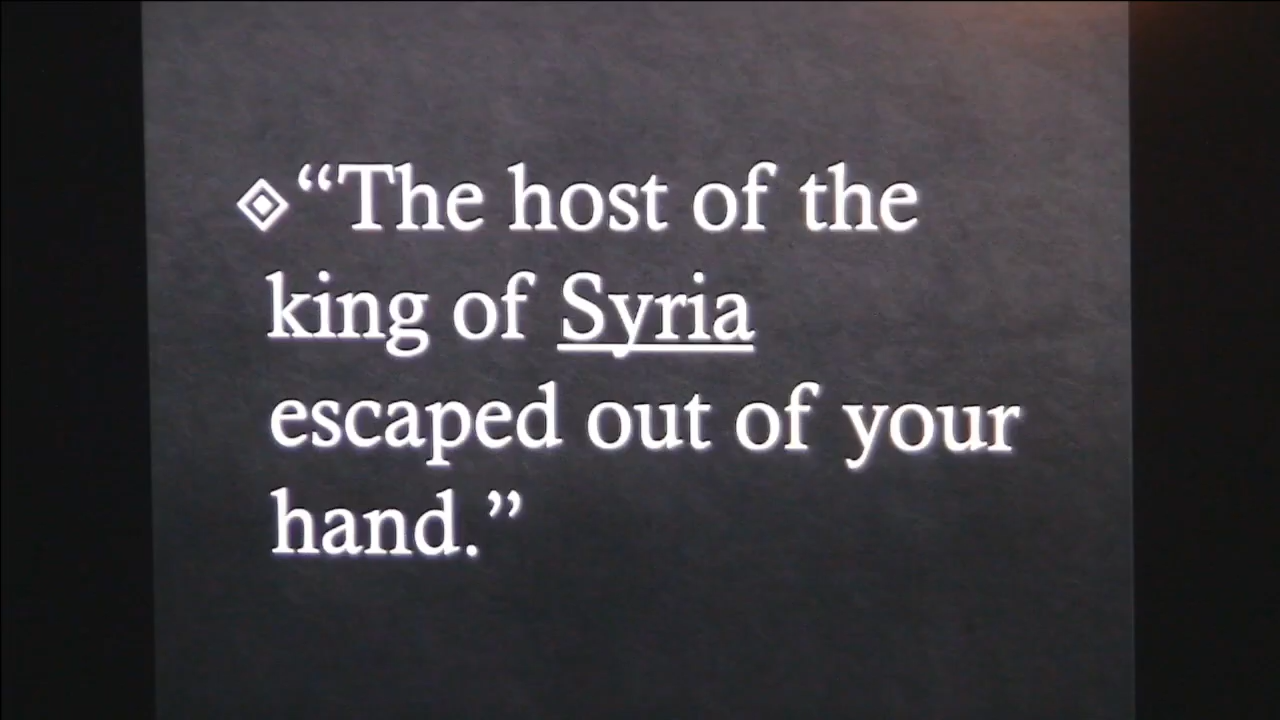 “The host of the
king of Syria
escaped out of your
hand.”